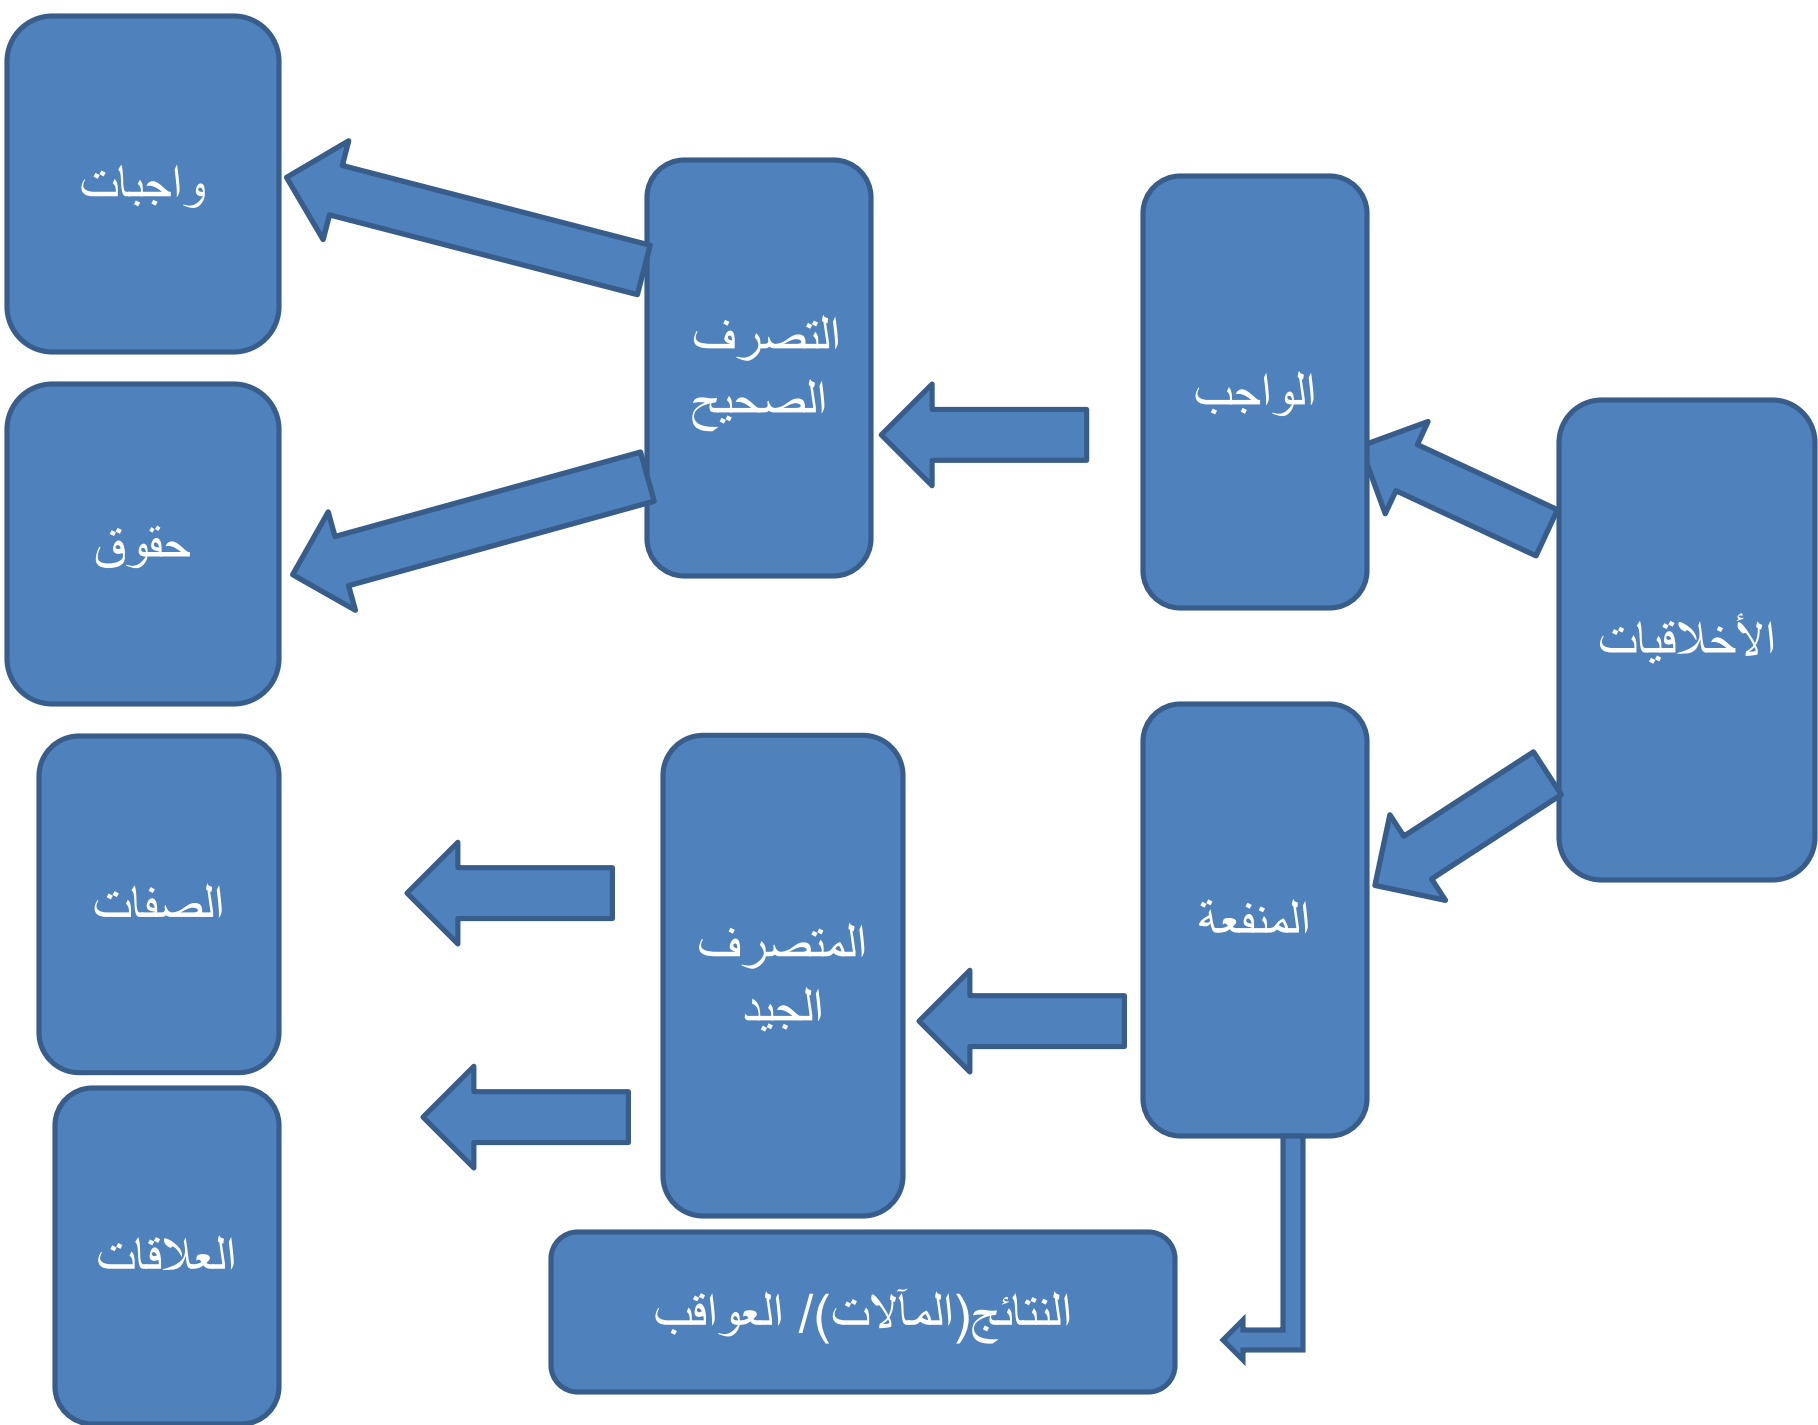 الأخلاقيات
الواجب
التصرف
الصحيح
واجبات
حقوق
المنفعة
المتصرف
الجيد
الصفات
العلاقات
النتائج(المآلات)/ العواقب